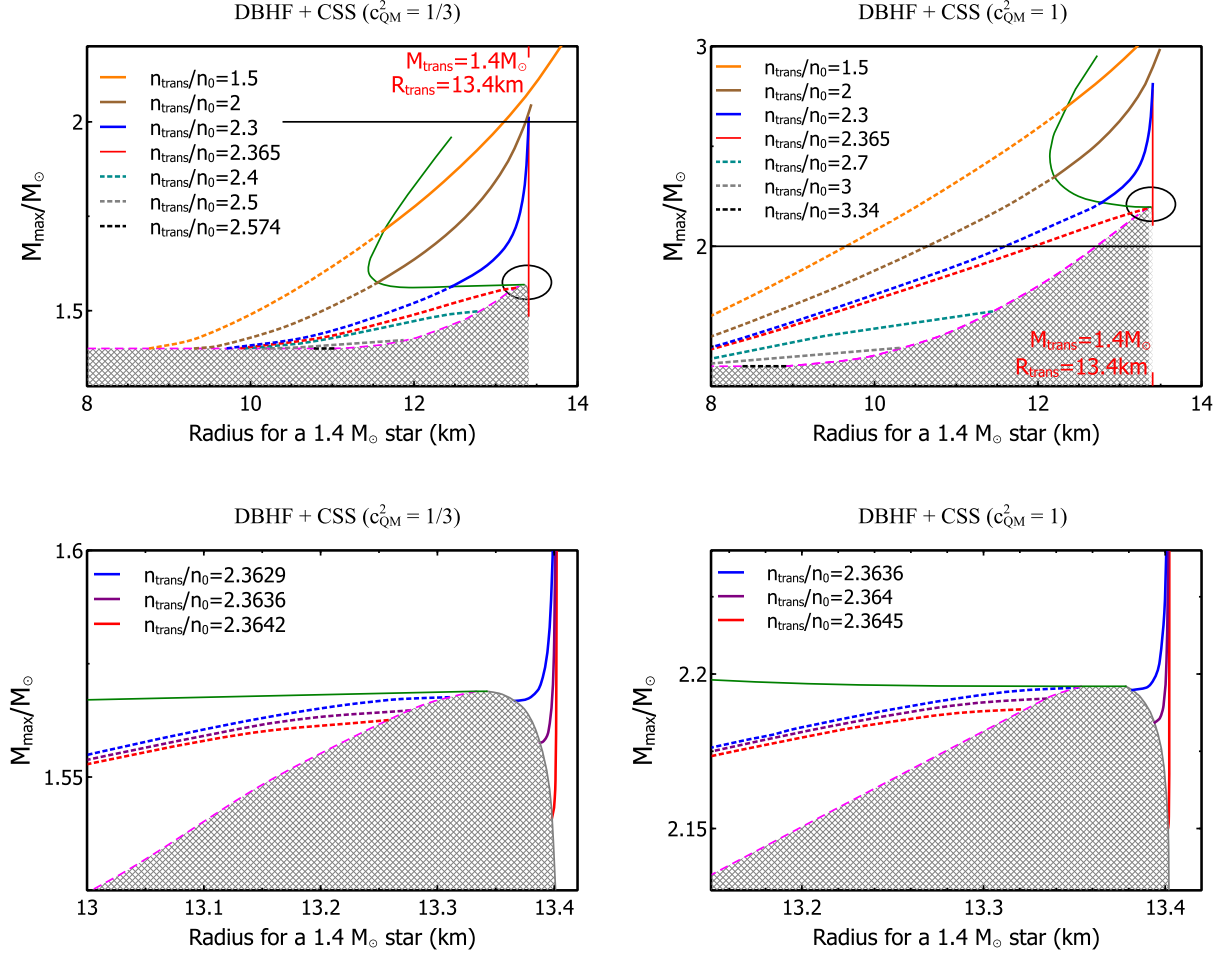 DBHF + CSS (c²QM = 1/3)
Mtrans=1.4M☉
Rtrans=13.4km
ntrans/n0=1.5
ntrans/n0=2
ntrans/n0=2.3
ntrans/n0=2.365
ntrans/n0=2.4
ntrans/n0=2.5
ntrans/n0=2.574
2
1.5
Mmax/M☉
8
10
12
14
Radius for a 1.4 M☉ star (km)
DBHF + CSS (c²QM = 1)
3
ntrans/n0=1.5
ntrans/n0=2
ntrans/n0=2.3
ntrans/n0=2.365
ntrans/n0=2.7
ntrans/n0=3
ntrans/n0=3.34
2
Mmax/M☉
Mtrans=1.4M☉
Rtrans=13.4km
8
10
12
14
Radius for a 1.4 M☉ star (km)
DBHF + CSS (c²QM = 1/3)
1.6
ntrans/n0=2.3629
ntrans/n0=2.3636
ntrans/n0=2.3642
1.55
Mmax/M☉
13
13.1
13.2
13.3
13.4
Radius for a 1.4 M☉ star (km)
DBHF + CSS (c²QM = 1)
ntrans/n0=2.3636
ntrans/n0=2.364
ntrans/n0=2.3645
2.2
2.15
Mmax/M☉
13.2
13.3
13.4
Radius for a 1.4 M☉ star (km)